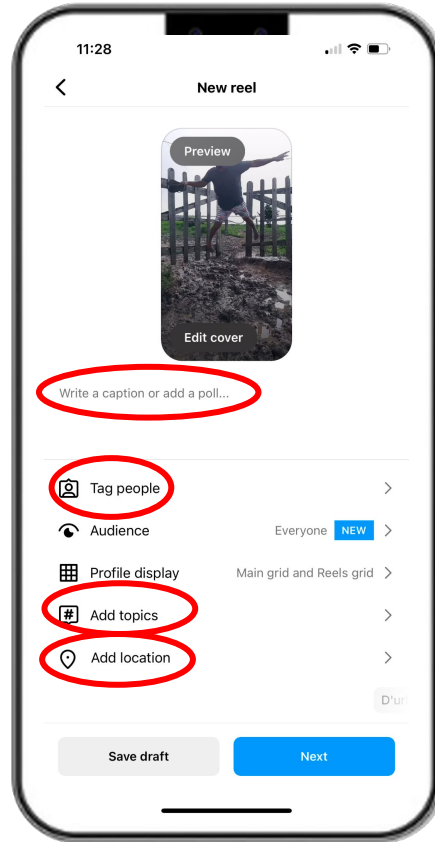 11:28
New reel
Preview
Edit cover
Write a caption or add a poll...
Tag people
Audience Everyone NEW
Profile display Main grid and Reels grid
# Add topics
Add location
Save draft Next